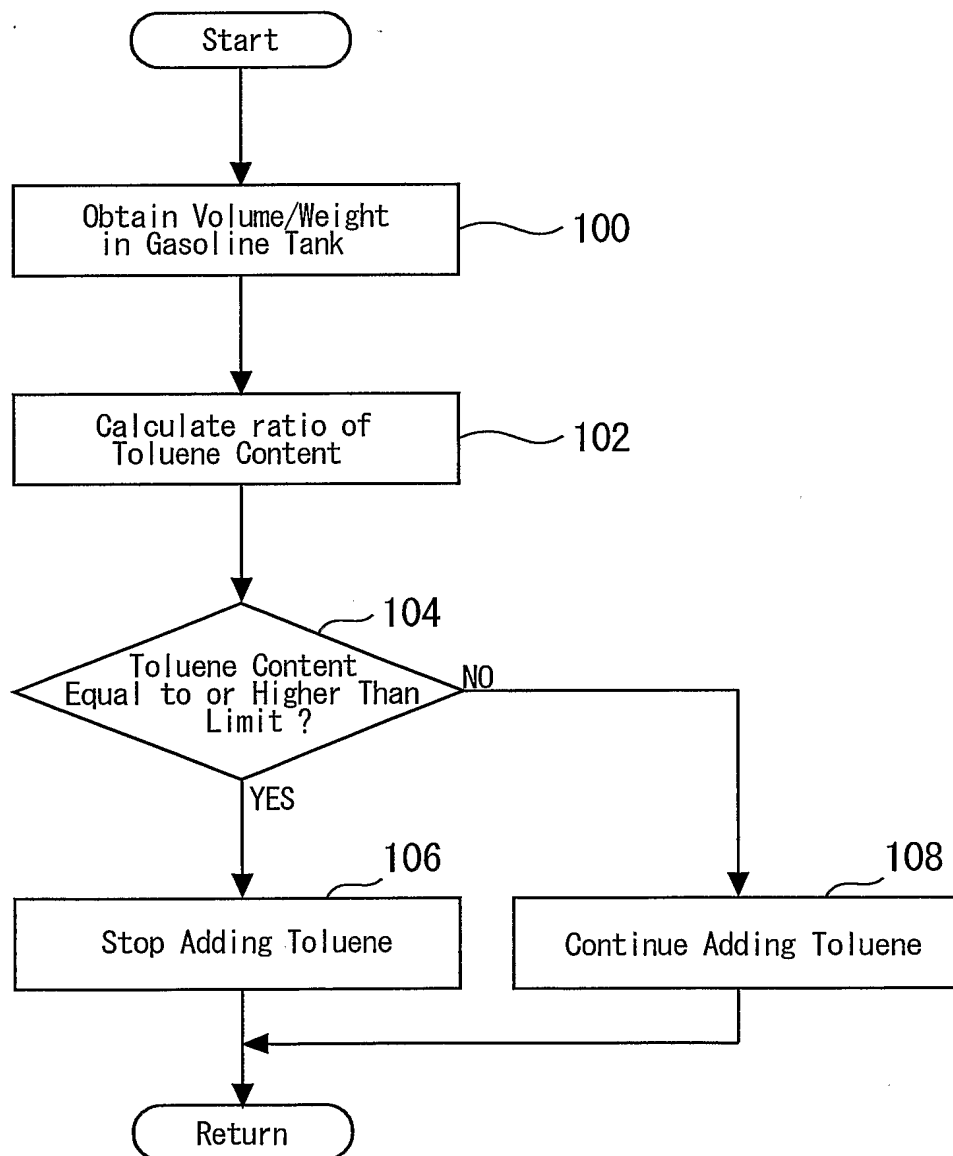 Start
Obtain Volume/Weight
in Gasoline Tank
100
Calculate ratio of
Toluene Content
102
104
Toluene Content
Equal to or Higher Than
Limit ?
NO
YES
106
108
Stop Adding Toluene
Continue Adding Toluene
Return